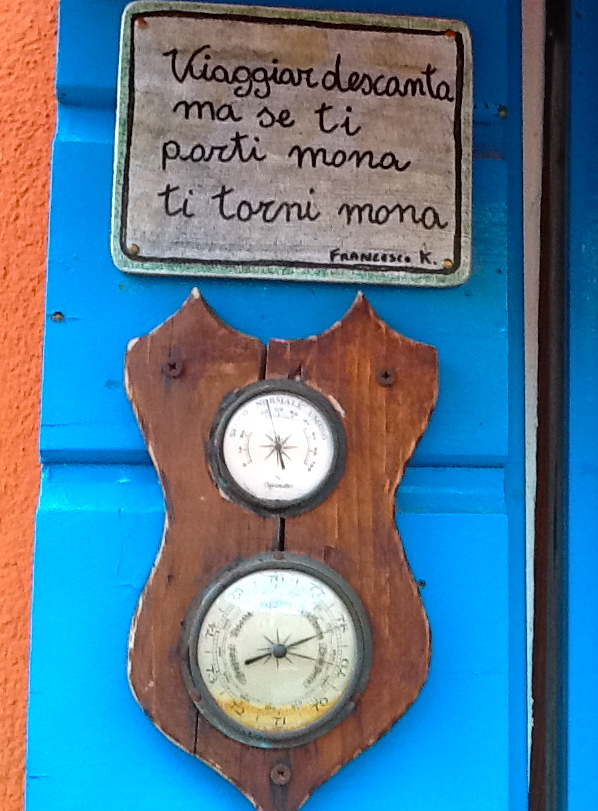 Viaggiar descanta
ma se ti
parti mona
ti torni mona
FRANCESCO K.
NORMALE